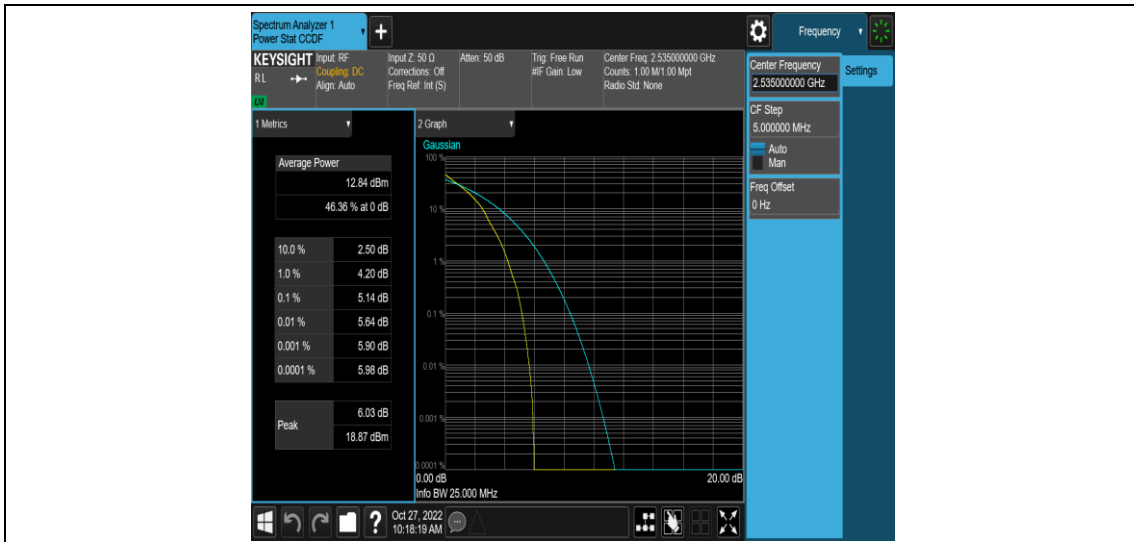 Spectrum Analyzer 1
Power Stat CCDF
+
Frequency
KEYSIGHT
Input: RF
Coupling: DC
Align: Auto
RL
LXI
Input Z: 50 Ω
Corrections: Off
Freq Ref: Int (S)
Atten: 50 dB
Trig: Free Run
#IF Gain: Low
Center Freq: 2.535000000 GHz
Counts: 1.00 M/1.00 Mpt
Radio Std: None
Center Frequency
2.535000000 GHz
Settings
CF Step
5.000000 MHz
Auto
Man
Freq Offset
0 Hz
1 Metrics
Average Power
12.84 dBm
46.36 % at 0 dB
10.0 % 2.50 dB
1.0 % 4.20 dB
0.1 % 5.14 dB
0.01 % 5.64 dB
0.001 % 5.90 dB
0.0001 % 5.98 dB
Peak
6.03 dB
18.87 dBm
2 Graph
Gaussian
100 %
10 %
1 %
0.1 %
0.01 %
0.001 %
0.0001 %
0.00 dB 20.00 dB
Info BW 25.000 MHz
?
Oct 27, 2022
10:18:19 AM